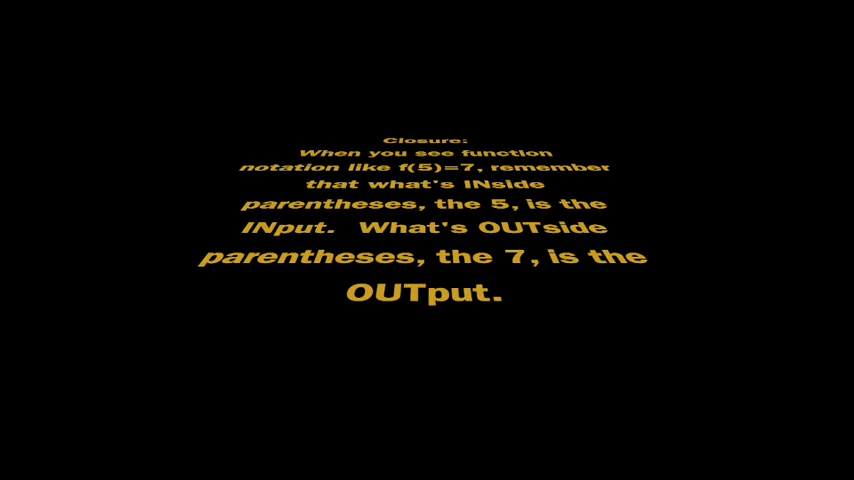 Closure:
When you see function
notation like f(5)=7, remember
that what's INside
parentheses, the 5, is the
INput. What's OUTside
parentheses, the 7, is the
OUTput.